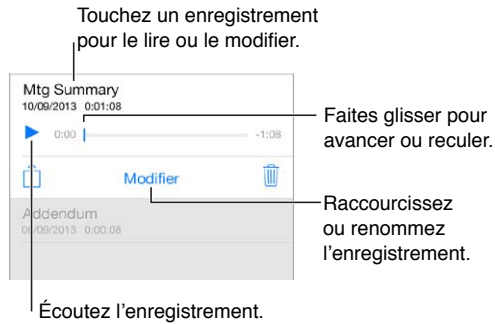 Touchez un enregistrement
pour le lire ou le modifier.
Mtg Summary
10/09/2013 0:01:08
0:00
-1:08
Faites glisser pour
avancer ou reculer.
Modifier
Raccourcissez
ou renommez
l'enregistrement.
Addendum
06/09/2013 0:00:08
Écoutez l'enregistrement.